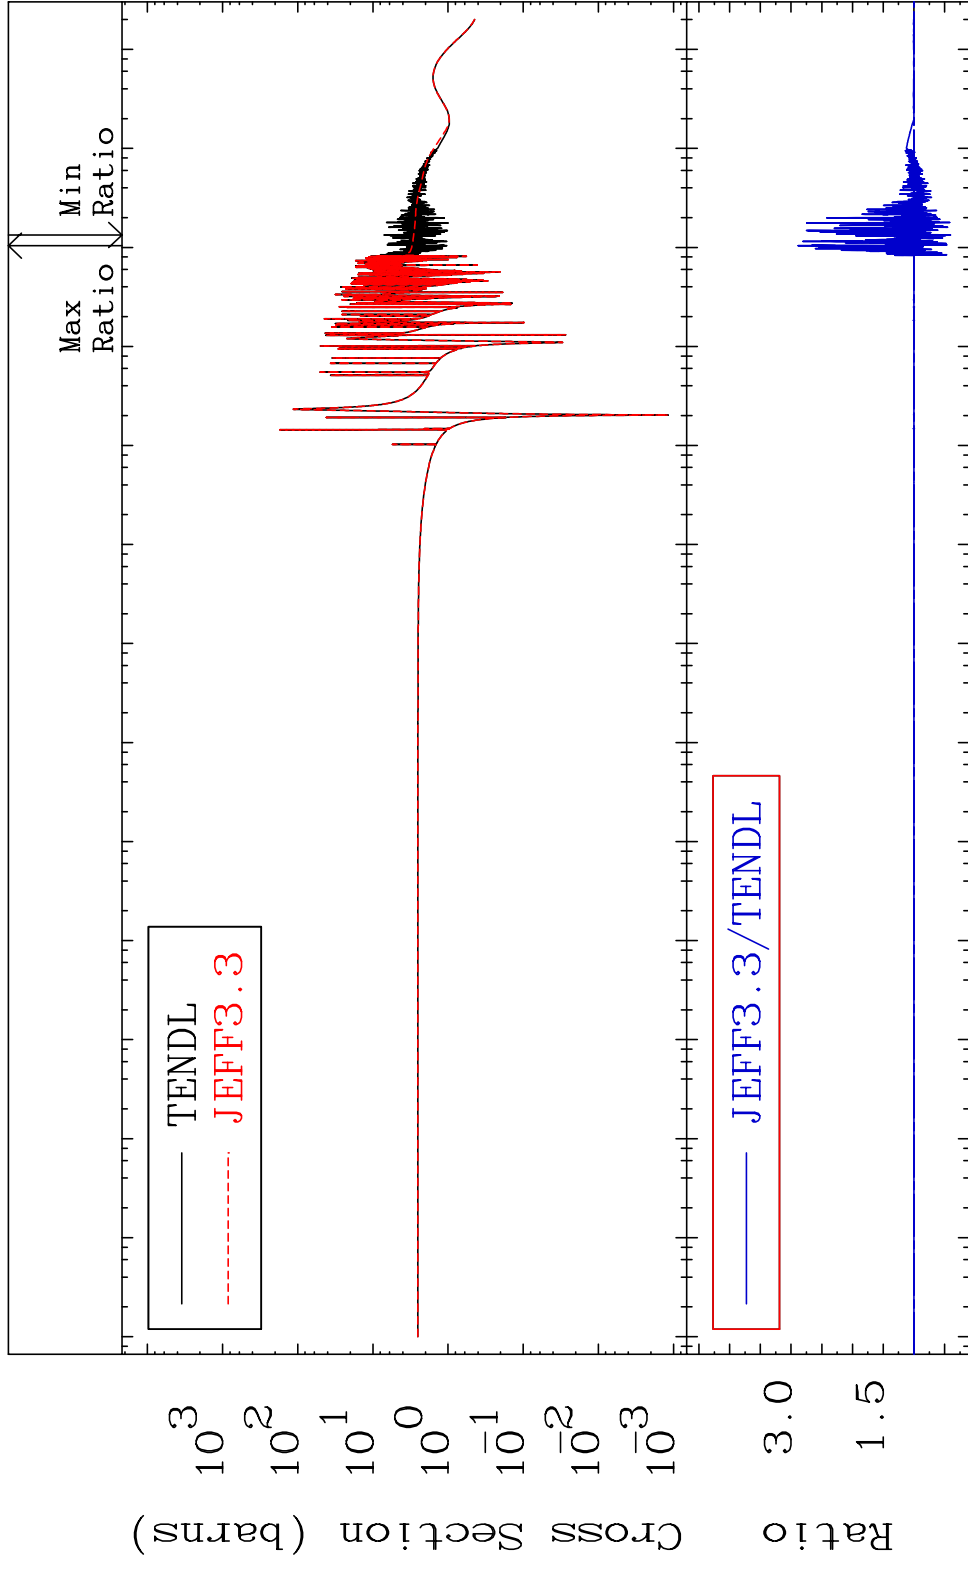 Max
Ratio
Min
Ratio
TENDL
JEFF3.3
10 3
10 2
10 1
10 0
10 -1
10 -2
10 -3
Cross Section (barns)
JEFF3.3/TENDL
3.0
1.5
Ratio